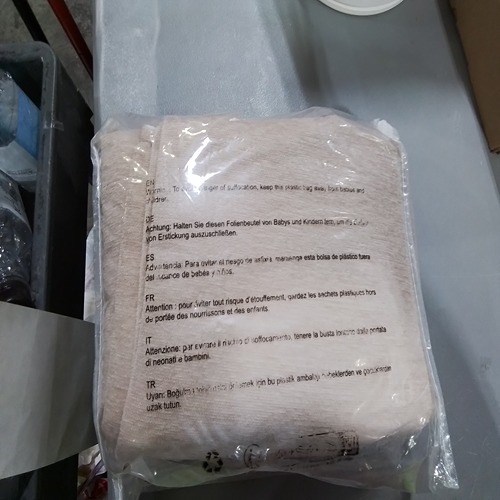 EN
Warning: To avoid danger of suffocation, keep this plastic bag away from babies and
children.
DE
Achtung: Halten Sie diesen Folienbeutel von Babys und Kindern fern, um die Gefahr
von Erstickung auszuschließen.
ES
Advertencia: Para evitar el riesgo de asfixia, mantenga esta bolsa de plástico fuera
del alcance de bebés y niños.
FR
Attention : pour éviter tout risque d'étouffement, gardez les sachets plastiques hors
de portée des nourrissons et des enfants.
IT
Attenzione: per evitare il rischio di soffocamento, tenere la busta lontano dalla portata
di neonati e bambini.
TR
Uyarı: Boğulma tehlikesini önlemek için bu plastik ambalajı bebeklerden ve çocuklardan
uzak tutun.